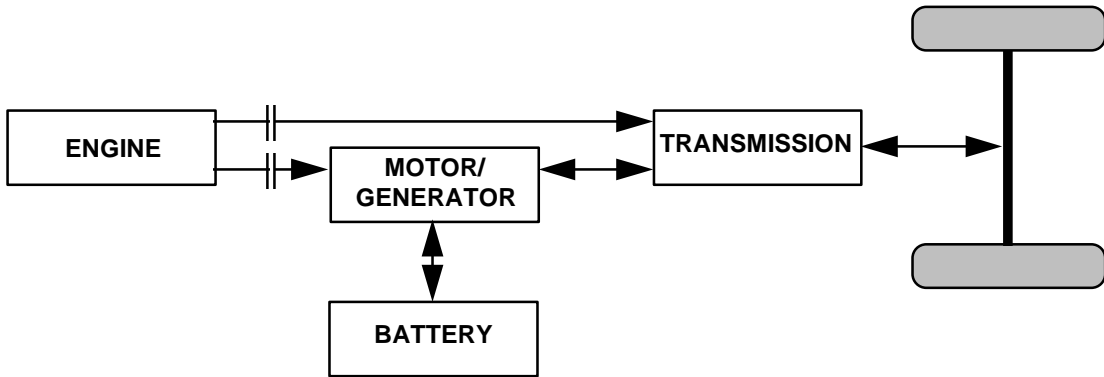 ENGINE
TRANSMISSION
MOTOR/
GENERATOR
BATTERY